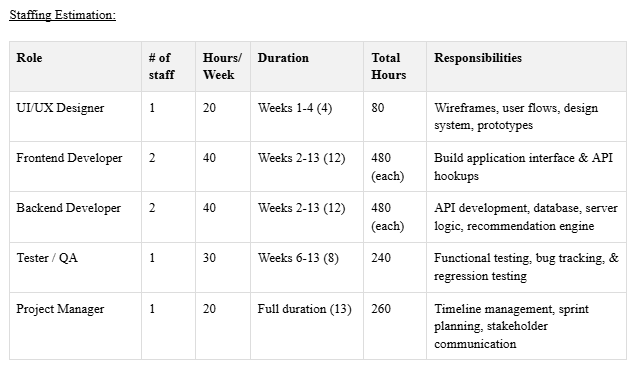 Staffing Estimation:
Role # of staff Hours/ Week Duration Total Hours Responsibilities
UI/UX Designer 1 20 Weeks 1-4 (4) 80 Wireframes, user flows, design system, prototypes
Frontend Developer 2 40 Weeks 2-13 (12) 480 (each) Build application interface & API hookups
Backend Developer 2 40 Weeks 2-13 (12) 480 (each) API development, database, server logic, recommendation engine
Tester / QA 1 30 Weeks 6-13 (8) 240 Functional testing, bug tracking, & regression testing
Project Manager 1 20 Full duration (13) 260 Timeline management, sprint planning, stakeholder communication